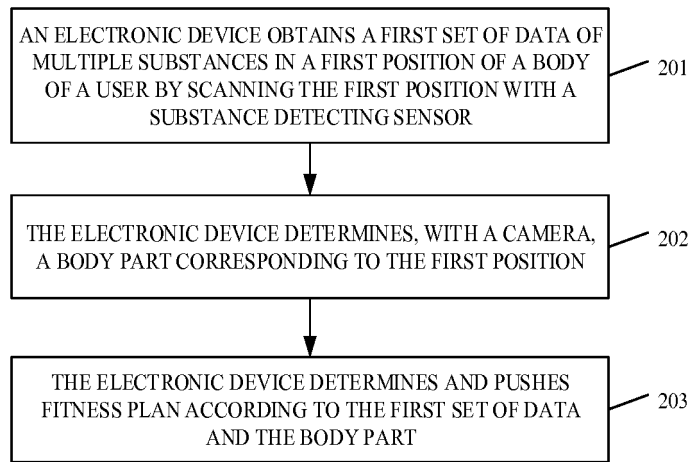 AN ELECTRONIC DEVICE OBTAINS A FIRST SET OF DATA OF
MULTIPLE SUBSTANCES IN A FIRST POSITION OF A BODY
OF A USER BY SCANNING THE FIRST POSITION WITH A
SUBSTANCE DETECTING SENSOR
201
THE ELECTRONIC DEVICE DETERMINES, WITH A CAMERA,
A BODY PART CORRESPONDING TO THE FIRST POSITION
202
THE ELECTRONIC DEVICE DETERMINES AND PUSHES
FITNESS PLAN ACCORDING TO THE FIRST SET OF DATA
AND THE BODY PART
203